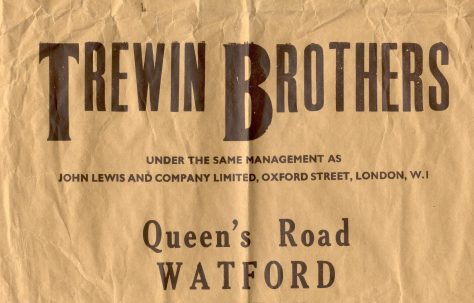 TREWIN BROTHERS
UNDER THE SAME MANAGEMENT AS
JOHN LEWIS AND COMPANY LIMITED, OXFORD STREET, LONDON, W.1
Queen's Road
WATFORD